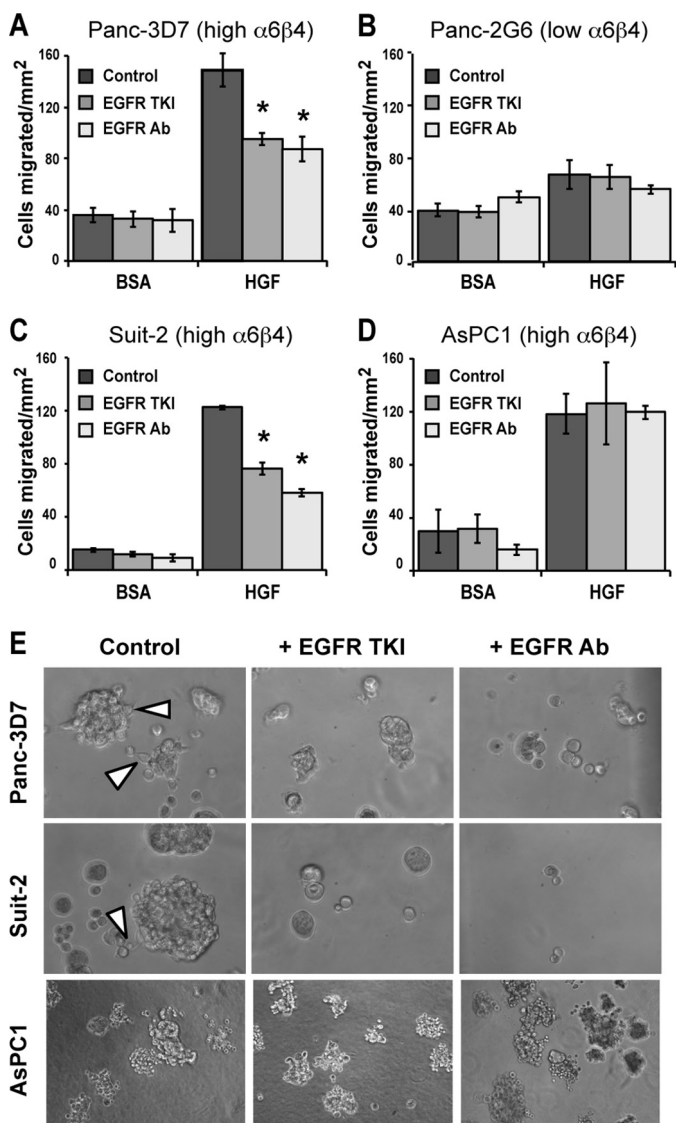 A
Panc-3D7 (high α6β4)
Cells migrated/mm²
160
120
80
40
0
Control
EGFR TKI
EGFR Ab
*
*
BSA
HGF
B
Panc-2G6 (low α6β4)
Cells migrated/mm²
160
120
80
40
0
Control
EGFR TKI
EGFR Ab
BSA
HGF
C
Suit-2 (high α6β4)
Cells migrated/mm²
160
120
80
40
0
Control
EGFR TKI
EGFR Ab
*
*
BSA
HGF
D
AsPC1 (high α6β4)
Cells migrated/mm²
160
120
80
40
0
Control
EGFR TKI
EGFR Ab
BSA
HGF
E
Control
+ EGFR TKI
+ EGFR Ab
Panc-3D7
Suit-2
AsPC1